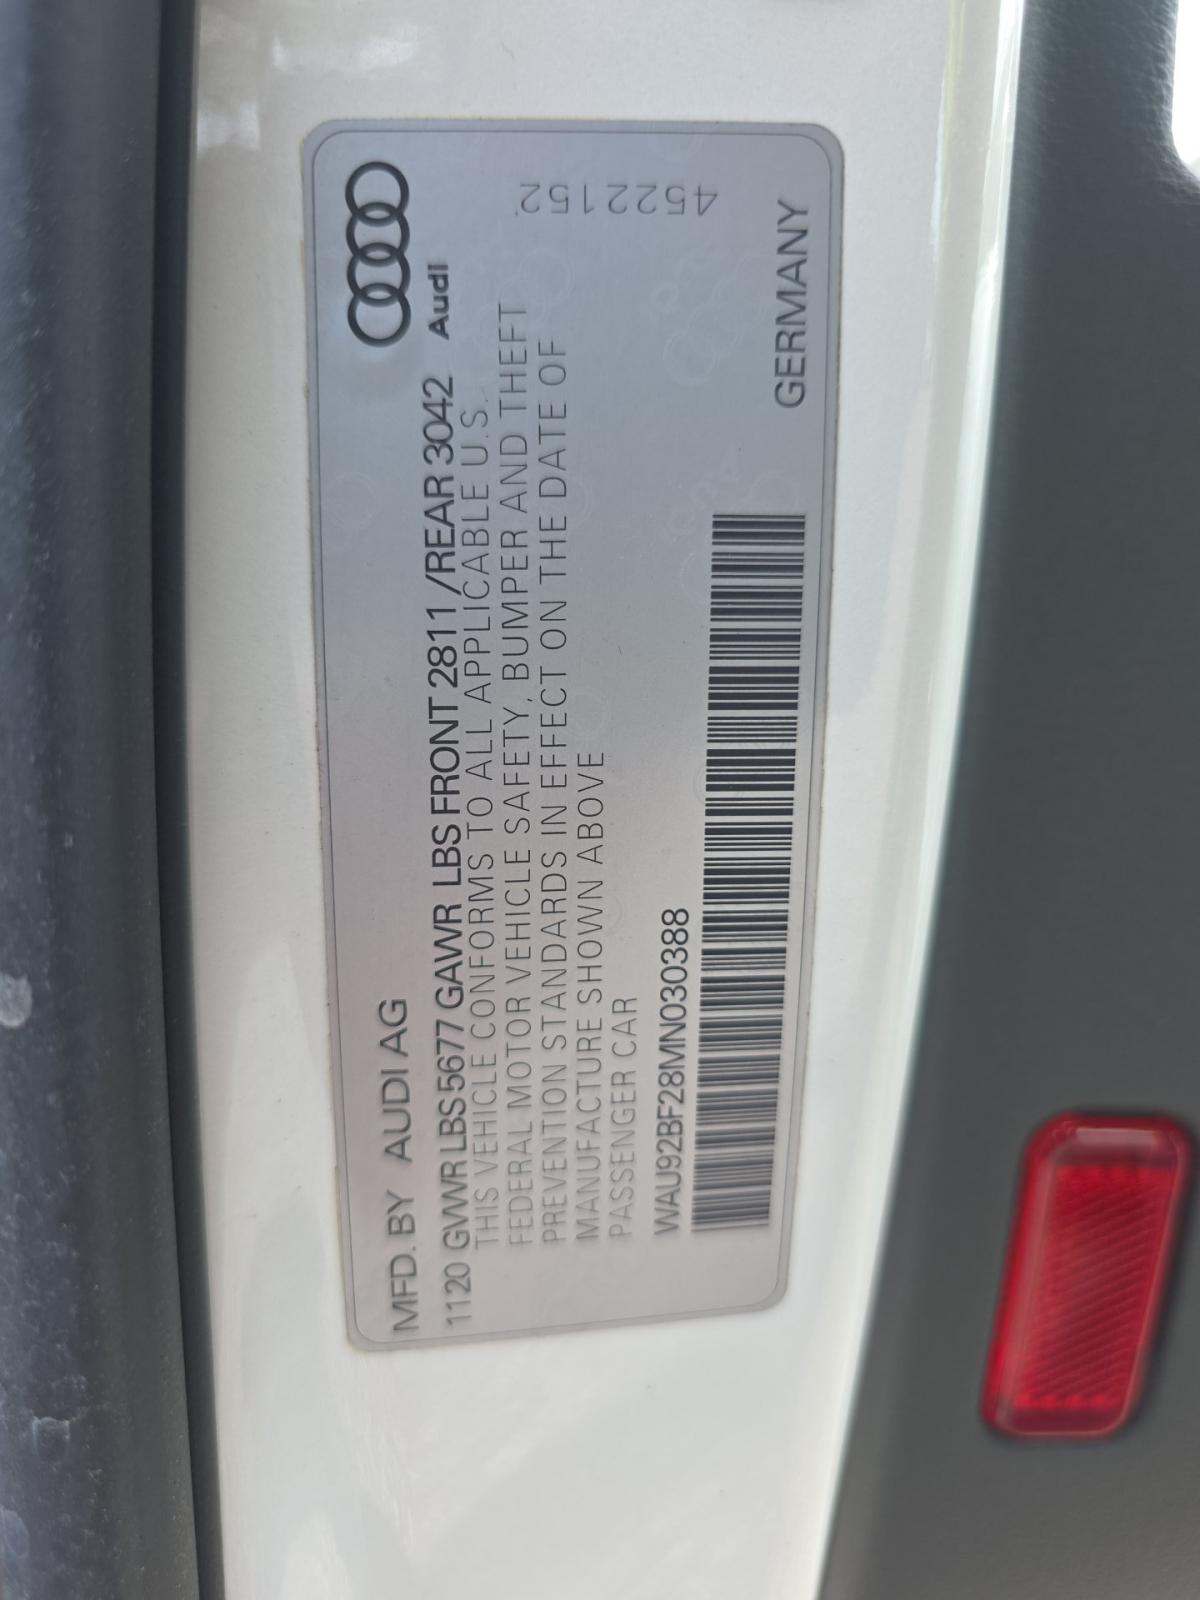 MFD. BY AUDI AG
Audi
1120 GVWR LBS 5677 GAWR LBS FRONT 2811/REAR 3042
THIS VEHICLE CONFORMS TO ALL APPLICABLE U.S.
FEDERAL MOTOR VEHICLE SAFETY, BUMPER AND THEFT
PREVENTION STANDARDS IN EFFECT ON THE DATE OF
MANUFACTURE SHOWN ABOVE
PASSENGER CAR
4522152
WAU92BF28MN030388
GERMANY